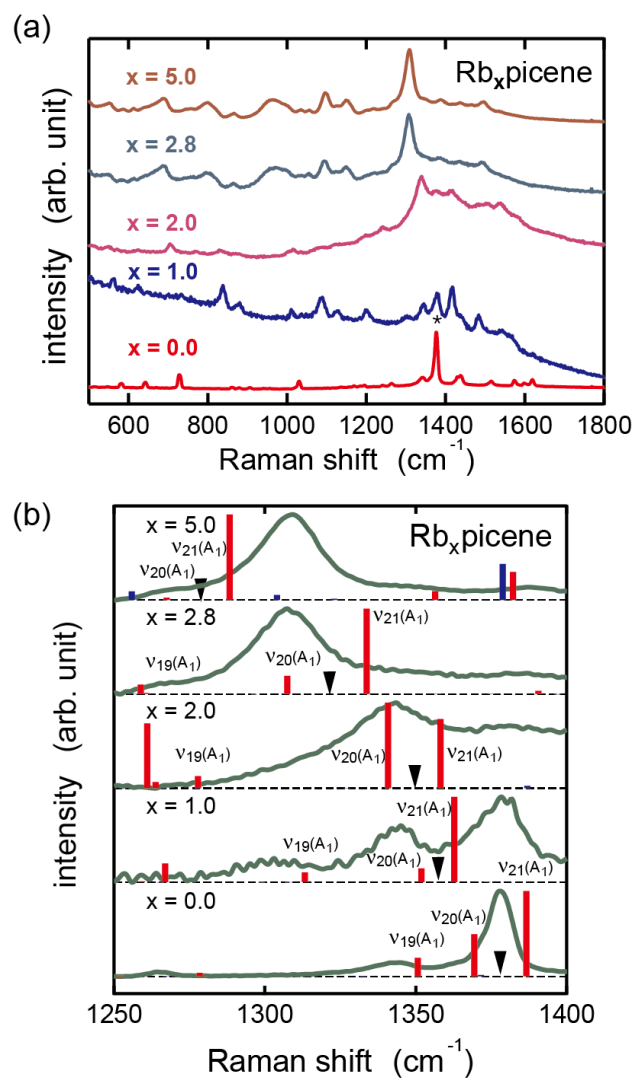 (a)
Rbxpicene
x = 5.0
x = 2.8
x = 2.0
x = 1.0
*
x = 0.0
intensity (arb. unit)
600 800 1000 1200 1400 1600 1800
Raman shift (cm-1)
(b)
x = 5.0 Rbxpicene
ν21(A1)
ν20(A1)
x = 2.8
ν21(A1)
ν19(A1) ν20(A1)
x = 2.0
ν19(A1) ν20(A1) ν21(A1)
x = 1.0
ν21(A1)
ν19(A1)
ν20(A1)
ν21(A1)
x = 0.0
ν20(A1)
ν19(A1)
intensity (arb. unit)
1250 1300 1350 1400
Raman shift (cm-1)